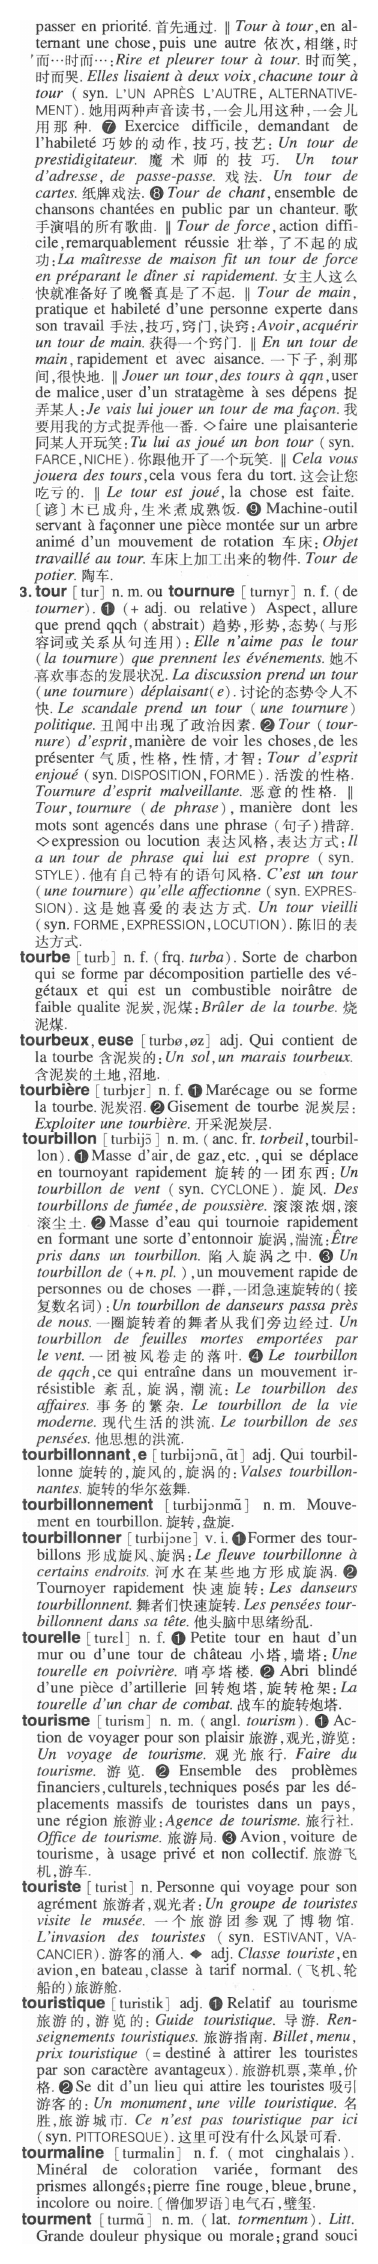 passer en priorité. 首先通过. ‖ Tour à tour, en al-
ternant une chose, puis une autre 依次,相继,时
而…时而…: Rire et pleurer tour à tour. 时而笑,
时而哭. Elles lisaient à deux voix, chacune tour à
tour ( syn. L'UN APRÈS L'AUTRE, ALTERNATIVE-
MENT). 她用两种声音读书,一会儿用这种,一会儿
用那种. ❼ Exercice difficile, demandant de
l'habileté 巧妙的动作,技巧,技艺: Un tour de
prestidigitateur. 魔术师的技巧. Un tour
d'adresse, de passe-passe. 戏法. Un tour de
cartes. 纸牌戏法. ❽ Tour de chant, ensemble de
chansons chantées en public par un chanteur. 歌
手演唱的所有歌曲. ‖ Tour de force, action diffi-
cile, remarquablement réussie 壮举,了不起的成
功: La maîtresse de maison fit un tour de force
en préparant le dîner si rapidement. 女主人这么
快就准备好了晚餐真是了不起. ‖ Tour de main,
pratique et habileté d'une personne experte dans
son travail 手法,技巧,窍门,诀窍: Avoir, acquérir
un tour de main. 获得一个窍门. ‖ En un tour de
main, rapidement et avec aisance. 一下子,刹那
间,很快地. ‖ Jouer un tour, des tours à qqn, user
de malice, user d'un stratagème à ses dépens 捉
弄某人: Je vais lui jouer un tour de ma façon. 我
要用我的方式捉弄他一番. ◇ faire une plaisanterie
同某人开玩笑: Tu lui as joué un bon tour ( syn.
FARCE, NICHE). 你跟他开了一个玩笑. ‖ Cela vous
jouera des tours, cela vous fera du tort. 这会让您
吃亏的. ‖ Le tour est joué, la chose est faite.
〔谚〕木已成舟,生米煮成熟饭. ❾ Machine-outil
servant à façonner une pièce montée sur un arbre
animé d'un mouvement de rotation 车床: Objet
travaillé au tour. 车床上加工出来的物件. Tour de
potier. 陶车.
3. tour [tur] n. m. ou tournure [turnyr] n. f. (de
tourner). ❶ (+ adj. ou relative) Aspect, allure
que prend qqch (abstrait) 趋势,形势,态势(与形
容词或关系从句连用): Elle n'aime pas le tour
(la tournure) que prennent les événements. 她不
喜欢事态的发展状况. La discussion prend un tour
(une tournure) déplaisant(e). 讨论的态势令人不
快. Le scandale prend un tour (une tournure)
politique. 丑闻中出现了政治因素. ❷ Tour (tour-
nure) d'esprit, manière de voir les choses, de les
présenter 气质,性格,性情,才智: Tour d'esprit
enjoué (syn. DISPOSITION, FORME). 活泼的性格.
Tournure d'esprit malveillante. 恶意的性格. ‖
Tour, tournure (de phrase), manière dont les
mots sont agencés dans une phrase (句子)措辞.
◇ expression ou locution 表达风格,表达方式: Il
a un tour de phrase qui lui est propre ( syn.
STYLE). 他有自己特有的语句风格. C'est un tour
(une tournure) qu'elle affectionne (syn. EXPRES-
SION). 这是她喜爱的表达方式. Un tour vieilli
(syn. FORME, EXPRESSION, LOCUTION). 陈旧的表
达方式.
tourbe [turb] n. f. (frq. turba). Sorte de charbon
qui se forme par décomposition partielle des vé-
gétaux et qui est un combustible noirâtre de
faible qualite 泥炭,泥煤: Brûler de la tourbe. 烧
泥煤.
tourbeux, euse [turbø, øz] adj. Qui contient de
la tourbe 含泥炭的: Un sol, un marais tourbeux.
含泥炭的土地,沼地.
tourbière [turbjɛr] n. f. ❶ Marécage ou se forme
la tourbe. 泥炭沼. ❷ Gisement de tourbe 泥炭层:
Exploiter une tourbière. 开采泥炭层.
tourbillon [turbijɔ̃] n. m. (anc. fr. torbeil, tourbil-
lon). ❶ Masse d'air, de gaz, etc. , qui se déplace
en tournoyant rapidement 旋转的一团东西: Un
tourbillon de vent ( syn. CYCLONE). 旋风. Des
tourbillons de fumée, de poussière. 滚滚浓烟,滚
滚尘土. ❷ Masse d'eau qui tournoie rapidement
en formant une sorte d'entonnoir 旋涡,湍流: Être
pris dans un tourbillon. 陷入旋涡之中. ❸ Un
tourbillon de (+n. pl. ) , un mouvement rapide de
personnes ou de choses 一群,一团急速旋转的(接
复数名词): Un tourbillon de danseurs passa près
de nous. 一圈旋转着的舞者从我们旁边经过. Un
tourbillon de feuilles mortes emportées par
le vent. 一团被风卷走的落叶. ❹ Le tourbillon
de qqch, ce qui entraîne dans un mouvement ir-
résistible 紊乱,旋涡,潮流: Le tourbillon des
affaires. 事务的繁杂. Le tourbillon de la vie
moderne. 现代生活的洪流. Le tourbillon de ses
pensées. 他思想的洪流.
tourbillonnant, e [turbijɔnɑ̃, ɑ̃t] adj. Qui tourbil-
lonne 旋转的,旋风的,旋涡的: Valses tourbillon-
nantes. 旋转的华尔兹舞.
tourbillonnement [turbijɔnmɑ̃] n. m. Mouve-
ment en tourbillon. 旋转,盘旋.
tourbillonner [turbijɔne] v. i. ❶ Former des tour-
billons 形成旋风、旋涡: Le fleuve tourbillonne à
certains endroits. 河水在某些地方形成旋涡. ❷
Tournoyer rapidement 快速旋转: Les danseurs
tourbillonnent. 舞者们快速旋转. Les pensées tour-
billonnent dans sa tête. 他头脑中思绪纷乱.
tourelle [turɛl] n. f. ❶ Petite tour en haut d'un
mur ou d'une tour de château 小塔,墙塔: Une
tourelle en poivrière. 哨亭塔楼. ❷ Abri blindé
d'une pièce d'artillerie 回转炮塔,旋转枪架: La
tourelle d'un char de combat. 战车的旋转炮塔.
tourisme [turism] n. m. ( angl. tourism). ❶ Ac-
tion de voyager pour son plaisir 旅游,观光,游览:
Un voyage de tourisme. 观光旅行. Faire du
tourisme. 游览. ❷ Ensemble des problèmes
financiers, culturels, techniques posés par les dé-
placements massifs de touristes dans un pays,
une région 旅游业: Agence de tourisme. 旅行社.
Office de tourisme. 旅游局. ❸ Avion, voiture de
tourisme, à usage privé et non collectif. 旅游飞
机,游车.
touriste [turist] n. Personne qui voyage pour son
agrément 旅游者,观光者: Un groupe de touristes
visite le musée. 一个旅游团参观了博物馆.
L'invasion des touristes ( syn. ESTIVANT, VA-
CANCIER). 游客的涌入. ◆ adj. Classe touriste, en
avion, en bateau, classe à tarif normal. (飞机、轮
船的)旅游舱.
touristique [turistik] adj. ❶ Relatif au tourisme
旅游的,游览的: Guide touristique. 导游. Ren-
seignements touristiques. 旅游指南. Billet, menu,
prix touristique (= destiné à attirer les touristes
par son caractère avantageux). 旅游机票,菜单,价
格. ❷ Se dit d'un lieu qui attire les touristes 吸引
游客的: Un monument, une ville touristique. 名
胜,旅游城市. Ce n'est pas touristique par ici
(syn. PITTORESQUE). 这里可没有什么风景可看.
tourmaline [turmalin] n. f. ( mot cinghalais).
Minéral de coloration variée, formant des
prismes allongés; pierre fine rouge, bleue, brune,
incolore ou noire. 〔僧伽罗语〕电气石,璧玺.
tourment [turmɑ̃] n. m. (lat. tormentum). Litt.
Grande douleur physique ou morale; grand souci